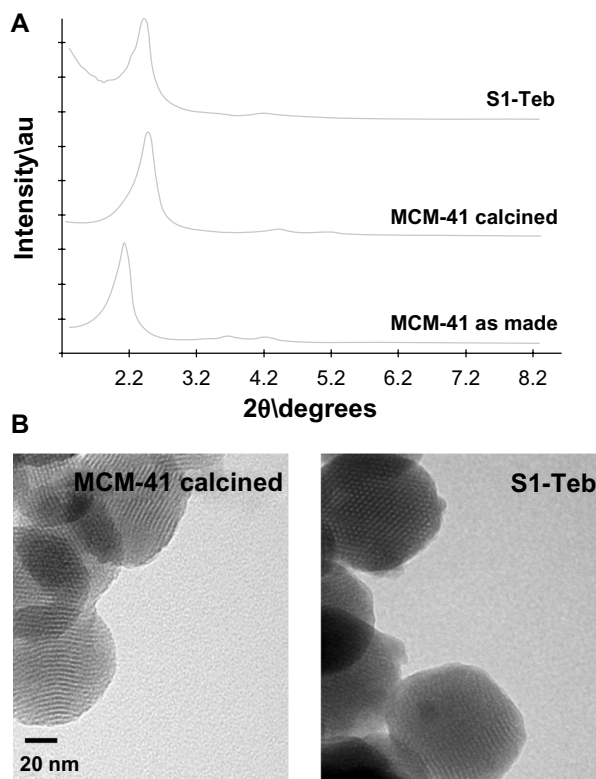 A
Intensity\au
S1-Teb
MCM-41 calcined
MCM-41 as made
2.2 3.2 4.2 5.2 6.2 7.2 8.2
2θ\degrees
B
MCM-41 calcined
S1-Teb
20 nm